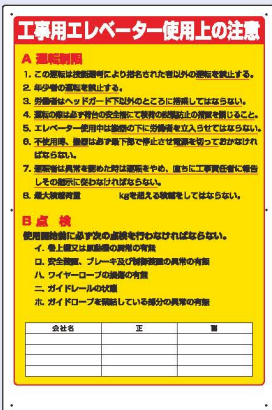 工事用エレベーター使用上の注意
A 運転制限
1. この運転は技能選考により指名された者以外の運転を禁止する。
2. 年少者の運転を禁止する。
3. 労働者はヘッドガード下以外のところに搭乗してはならない。
4. 運転の際は必ず荷台の安全柵にて積荷の脱落防止の措置を講じること。
5. エレベーター使用中は搬器の下に労働者を立入らせてはならない。
6. 不使用時、搬器は必ず最下部で停止させ電源を切っておかなけれ
ばならない。
7. 運転者は異常を認めた時は運転をやめ、直ちに工事責任者に報告
しその指示に従わなければならない。
8. 最大積載荷重 kgを超える積載をしてはならない。
B 点 検
使用開始前に必ず次の点検を行わなければならない。
イ. 巻上機又は原動機の異常の有無
ロ. 安全装置、ブレーキ及び制御装置の異常の有無
ハ. ワイヤーロープの損傷の有無
ニ. ガイドレールの状態
ホ. ガイドロープを緊結している部分の異常の有無
会社名 正 副